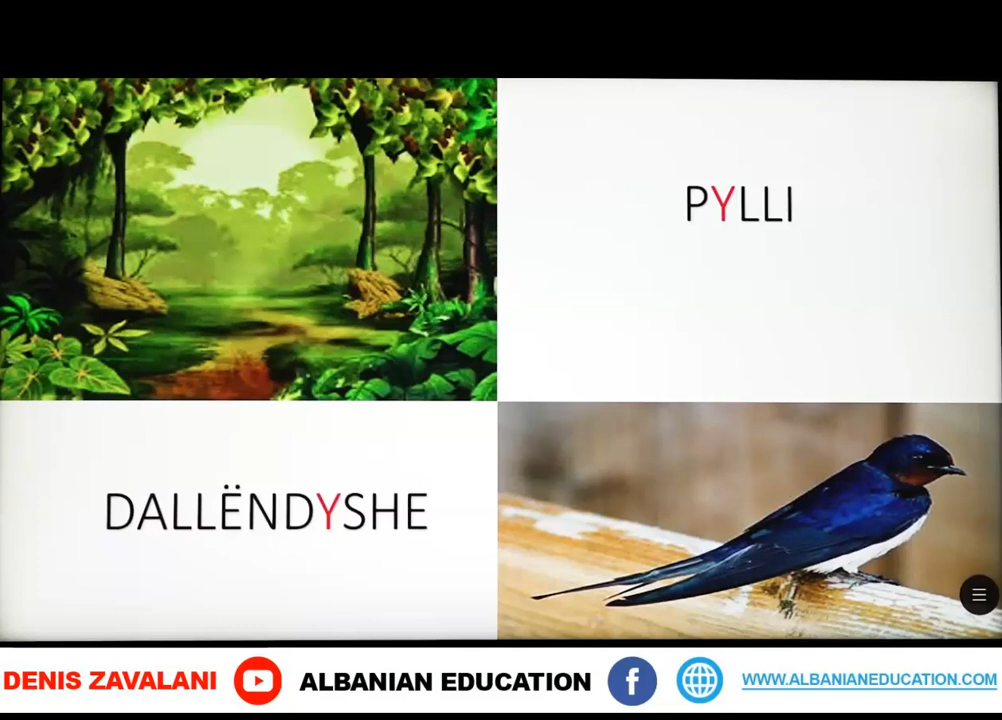 PYLLI
DALLËNDYSHE
DENIS ZAVALANI
ALBANIAN EDUCATION
WWW.ALBANIANEDUCATION.COM